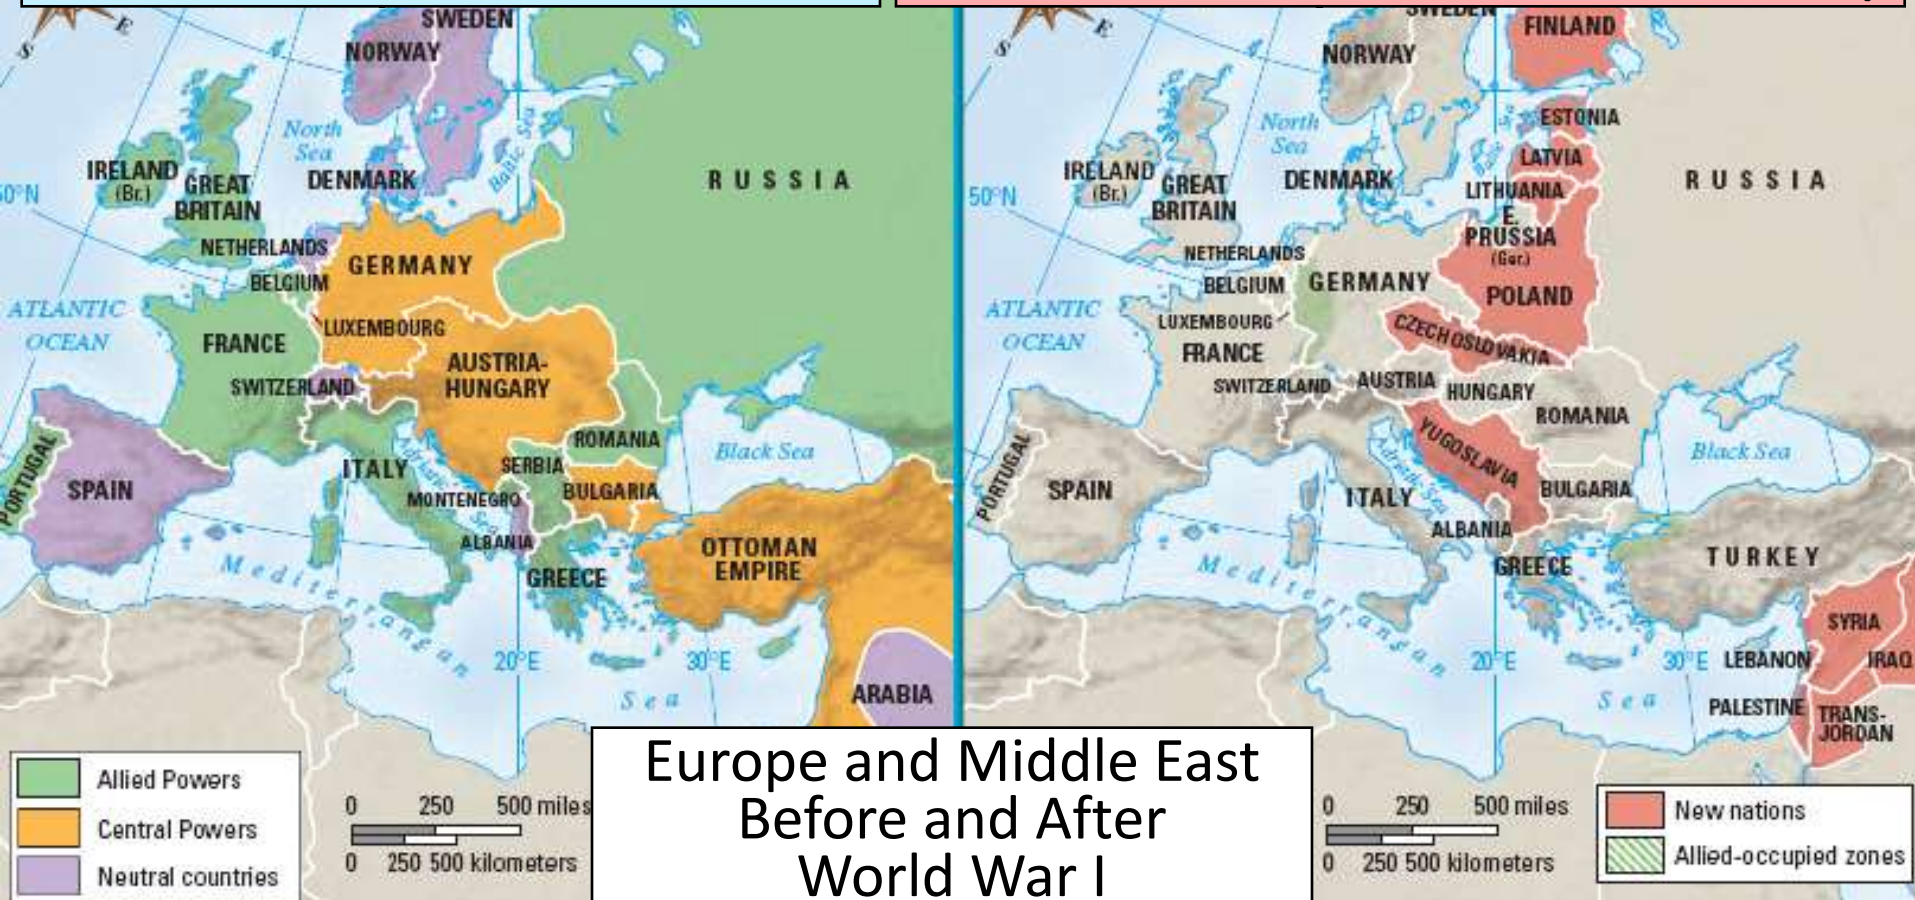 S
E
SWEDEN
NORWAY
North
Sea
Baltic Sea
IRELAND
(Br.)
GREAT
BRITAIN
DENMARK
RUSSIA
50°N
NETHERLANDS
GERMANY
BELGIUM
ATLANTIC
OCEAN
LUXEMBOURG
FRANCE
AUSTRIA-
HUNGARY
SWITZERLAND
PORTUGAL
SPAIN
ITALY
Adriatic Sea
ROMANIA
SERBIA
BULGARIA
MONTENEGRO
ALBANIA
GREECE
Black Sea
OTTOMAN
EMPIRE
Mediterranean
Sea
20°E
30°E
ARABIA
Allied Powers
Central Powers
Neutral countries
0 250 500 miles
0 250 500 kilometers
Europe and Middle East
Before and After
World War I
S
E
SWEDEN
NORWAY
FINLAND
ESTONIA
LATVIA
LITHUANIA
North
Sea
IRELAND
(Br.)
GREAT
BRITAIN
DENMARK
RUSSIA
50°N
E.
PRUSSIA
(Ger.)
NETHERLANDS
BELGIUM
GERMANY
POLAND
ATLANTIC
OCEAN
LUXEMBOURG
CZECHOSLOVAKIA
FRANCE
SWITZERLAND
AUSTRIA
HUNGARY
ROMANIA
PORTUGAL
SPAIN
ITALY
Adriatic Sea
YUGOSLAVIA
BULGARIA
ALBANIA
GREECE
Black Sea
TURKEY
Mediterranean
Sea
20°E
30°E
SYRIA
LEBANON
IRAQ
PALESTINE
TRANS-
JORDAN
0 250 500 miles
0 250 500 kilometers
New nations
Allied-occupied zones